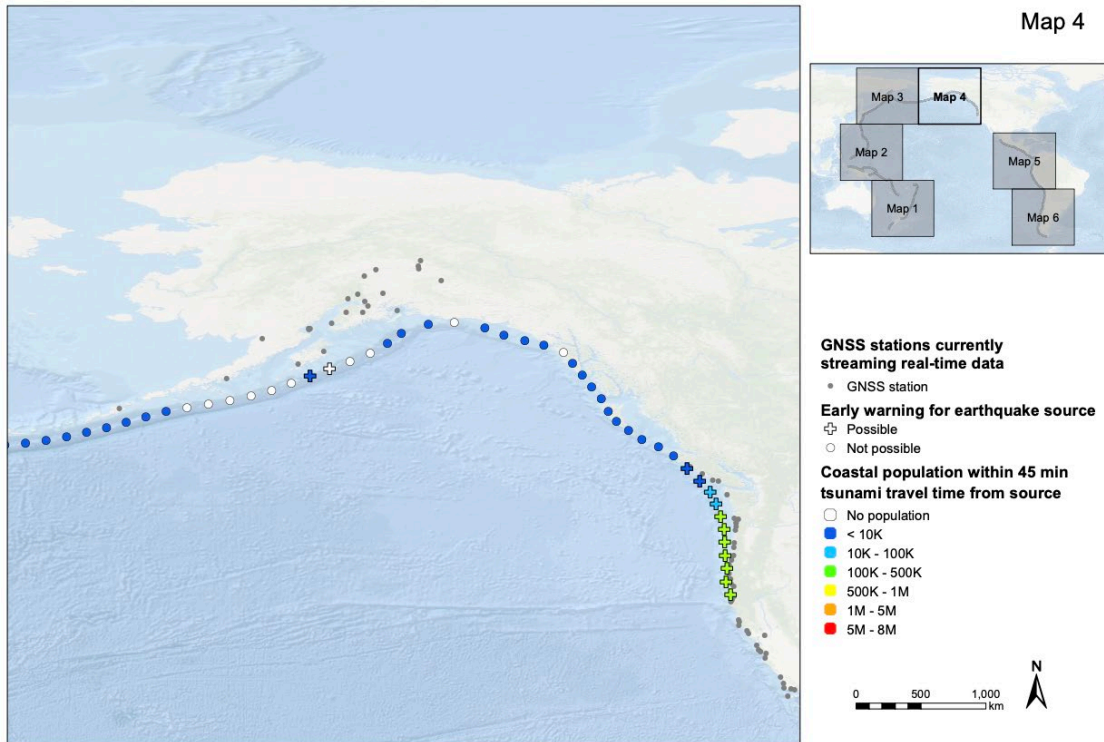 Map 4
Map 3
Map 4
Map 2
Map 5
Map 1
Map 6
GNSS stations currently
streaming real-time data
GNSS station
Early warning for earthquake source
Possible
Not possible
Coastal population within 45 min
tsunami travel time from source
No population
< 10K
10K - 100K
100K - 500K
500K - 1M
1M - 5M
5M - 8M
N
0 500 1,000
km